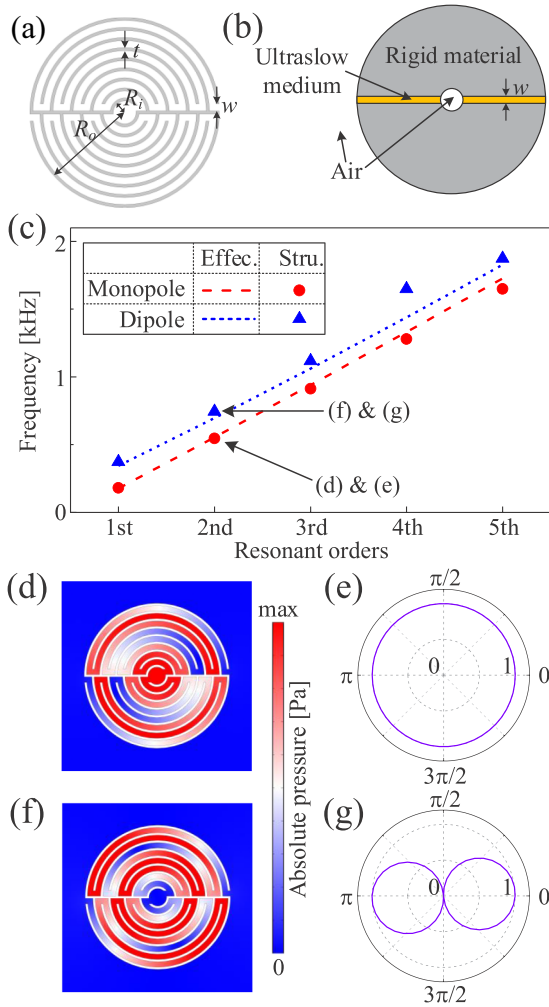 (a)
t
R_i
R_o
w
(b)
Ultraslow
medium
Rigid material
w
Air
(c)
Effec. Stru.
Monopole
Dipole
Frequency [kHz]
2
1
0
(f) & (g)
(d) & (e)
1st 2nd 3rd 4th 5th
Resonant orders
(d)
max
Absolute pressure [Pa]
0
(e)
π/2
π 0 1 0
3π/2
(f)
(g)
π/2
π 0 1 0
3π/2